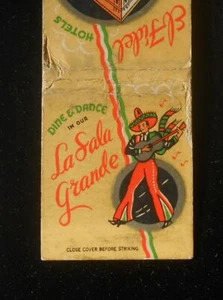 El Fidel
HOTELS
DINE & DANCE
IN OUR
La Sala
Grande
CLOSE COVER BEFORE STRIKING